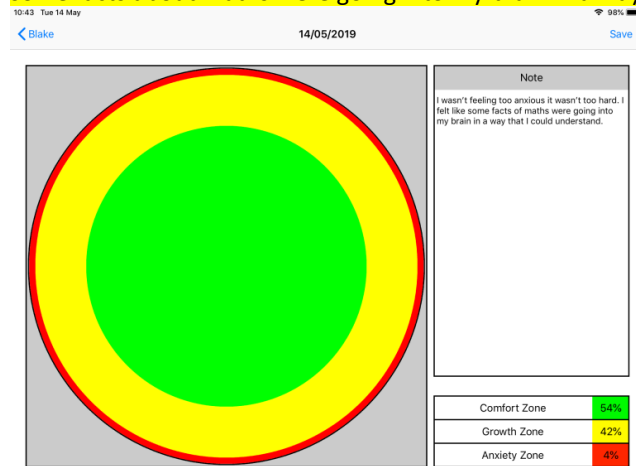 10:43 Tue 14 May 98%
Blake 14/05/2019 Save
Note
I wasn't feeling too anxious it wasn't too hard. I
felt like some facts of maths were going into
my brain in a way that I could understand.
Comfort Zone 54%
Growth Zone 42%
Anxiety Zone 4%